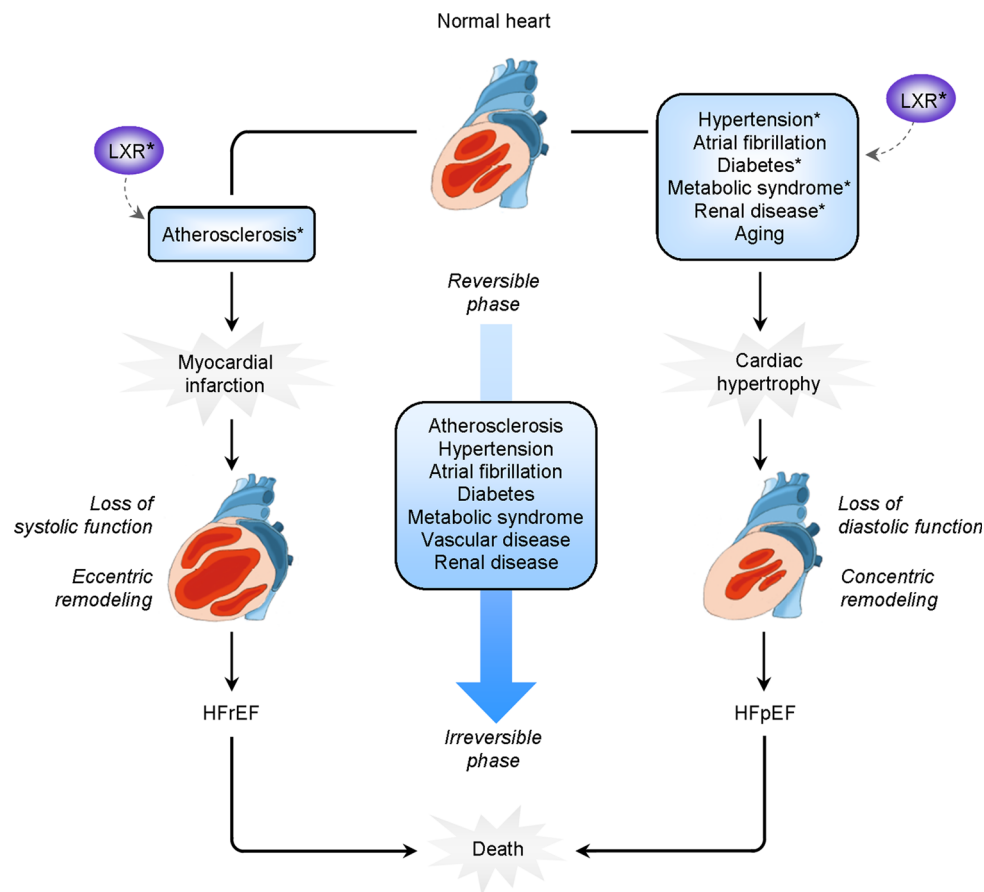 Normal heart
LXR*
Atherosclerosis*
LXR*
Hypertension*
Atrial fibrillation
Diabetes*
Metabolic syndrome*
Renal disease*
Aging
Reversible
phase
Myocardial
infarction
Cardiac
hypertrophy
Atherosclerosis
Hypertension
Atrial fibrillation
Diabetes
Metabolic syndrome
Vascular disease
Renal disease
Loss of
systolic function
Eccentric
remodeling
Loss of
diastolic function
Concentric
remodeling
HFrEF
HFpEF
Irreversible
phase
Death